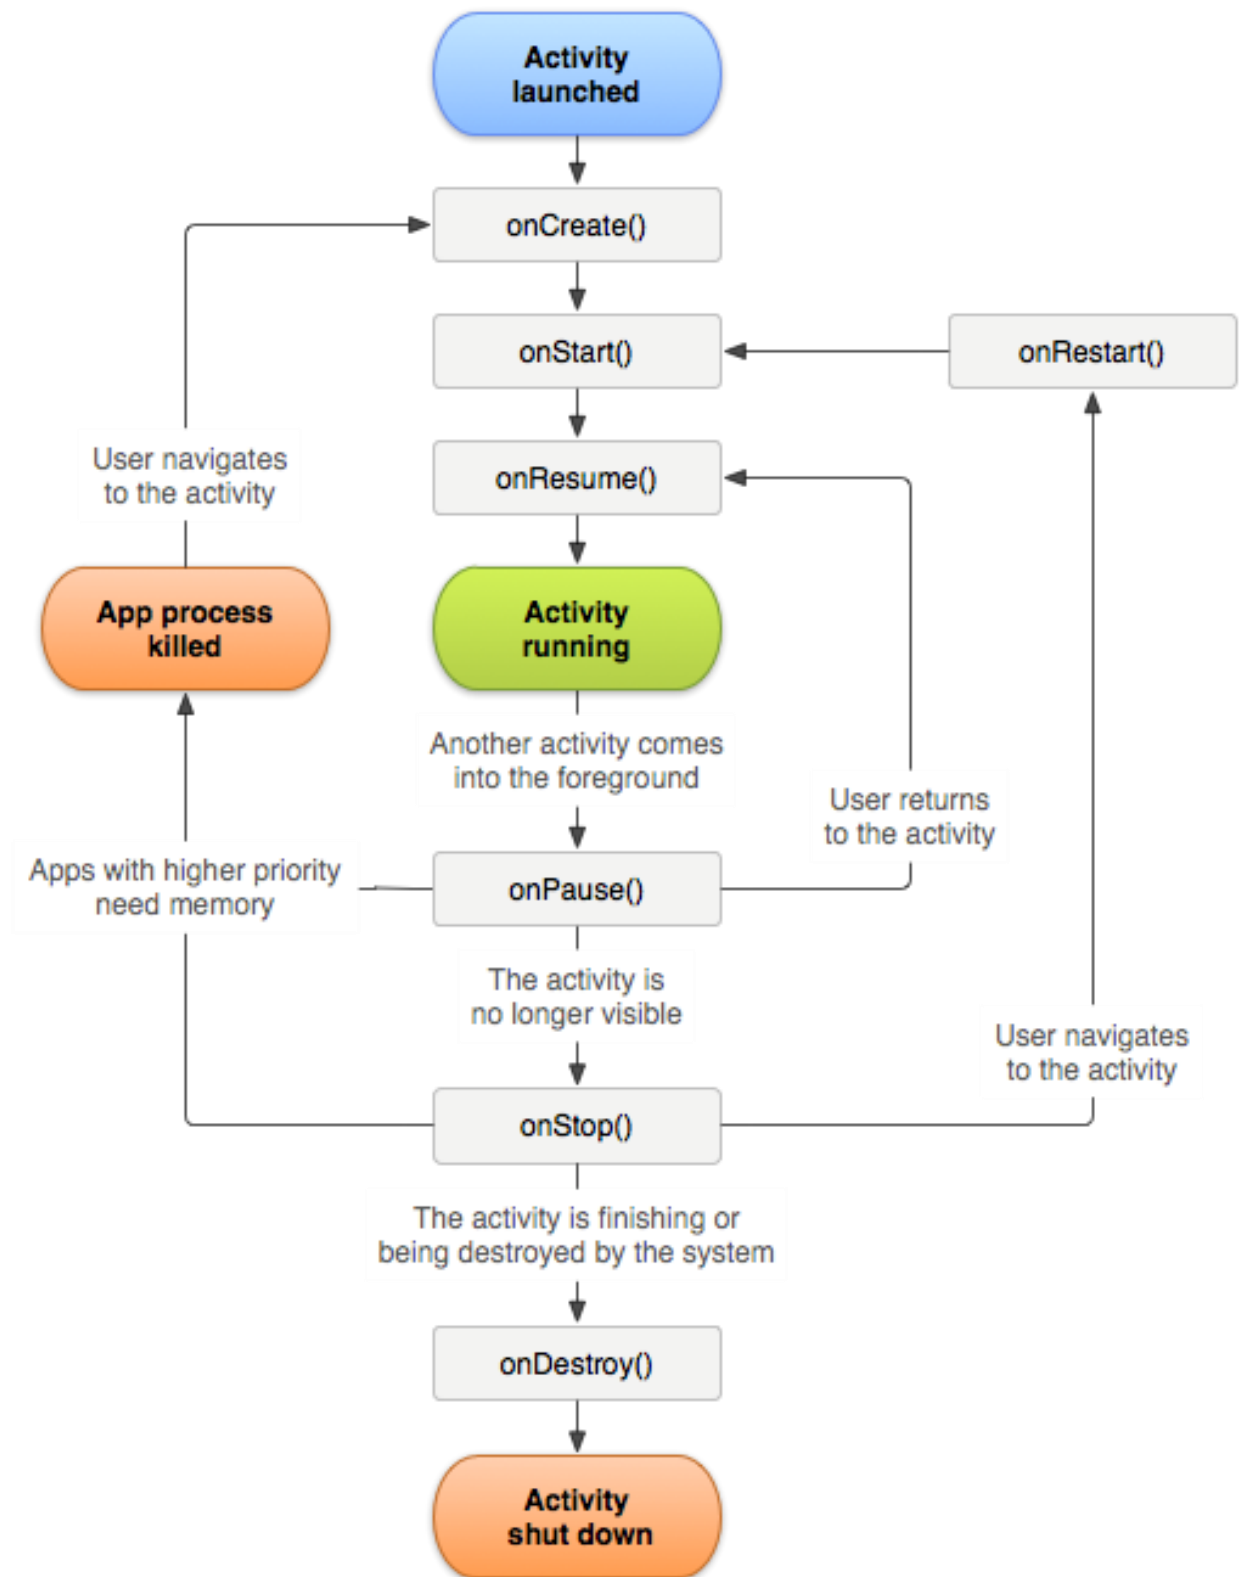 Activity
launched
onCreate()
onStart()
onRestart()
User navigates
to the activity
onResume()
App process
killed
Activity
running
Another activity comes
into the foreground
User returns
to the activity
Apps with higher priority
need memory
onPause()
The activity is
no longer visible
User navigates
to the activity
onStop()
The activity is finishing or
being destroyed by the system
onDestroy()
Activity
shut down